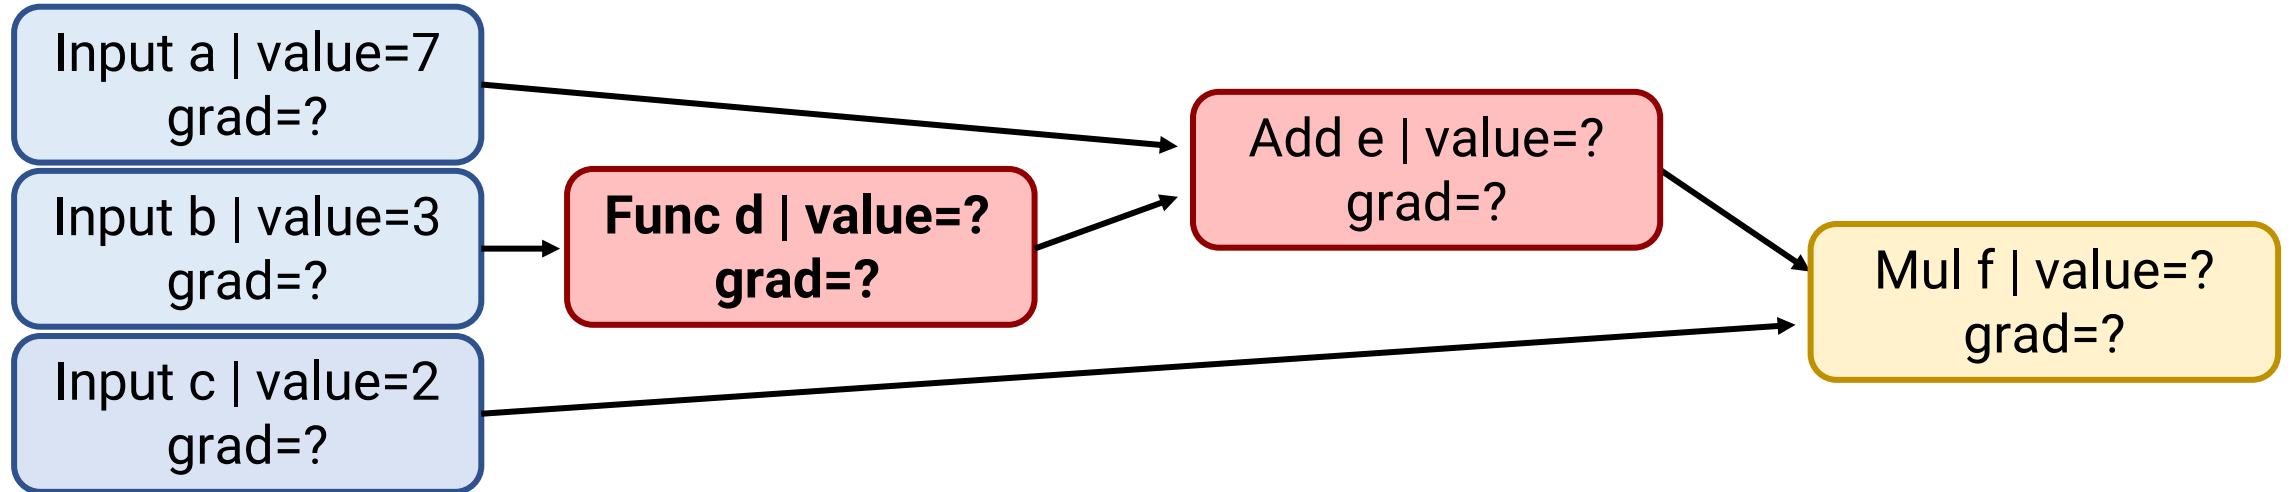 Input a | value=7
grad=?
Input b | value=3
grad=?
Input c | value=2
grad=?
Func d | value=?
grad=?
Add e | value=?
grad=?
Mul f | value=?
grad=?